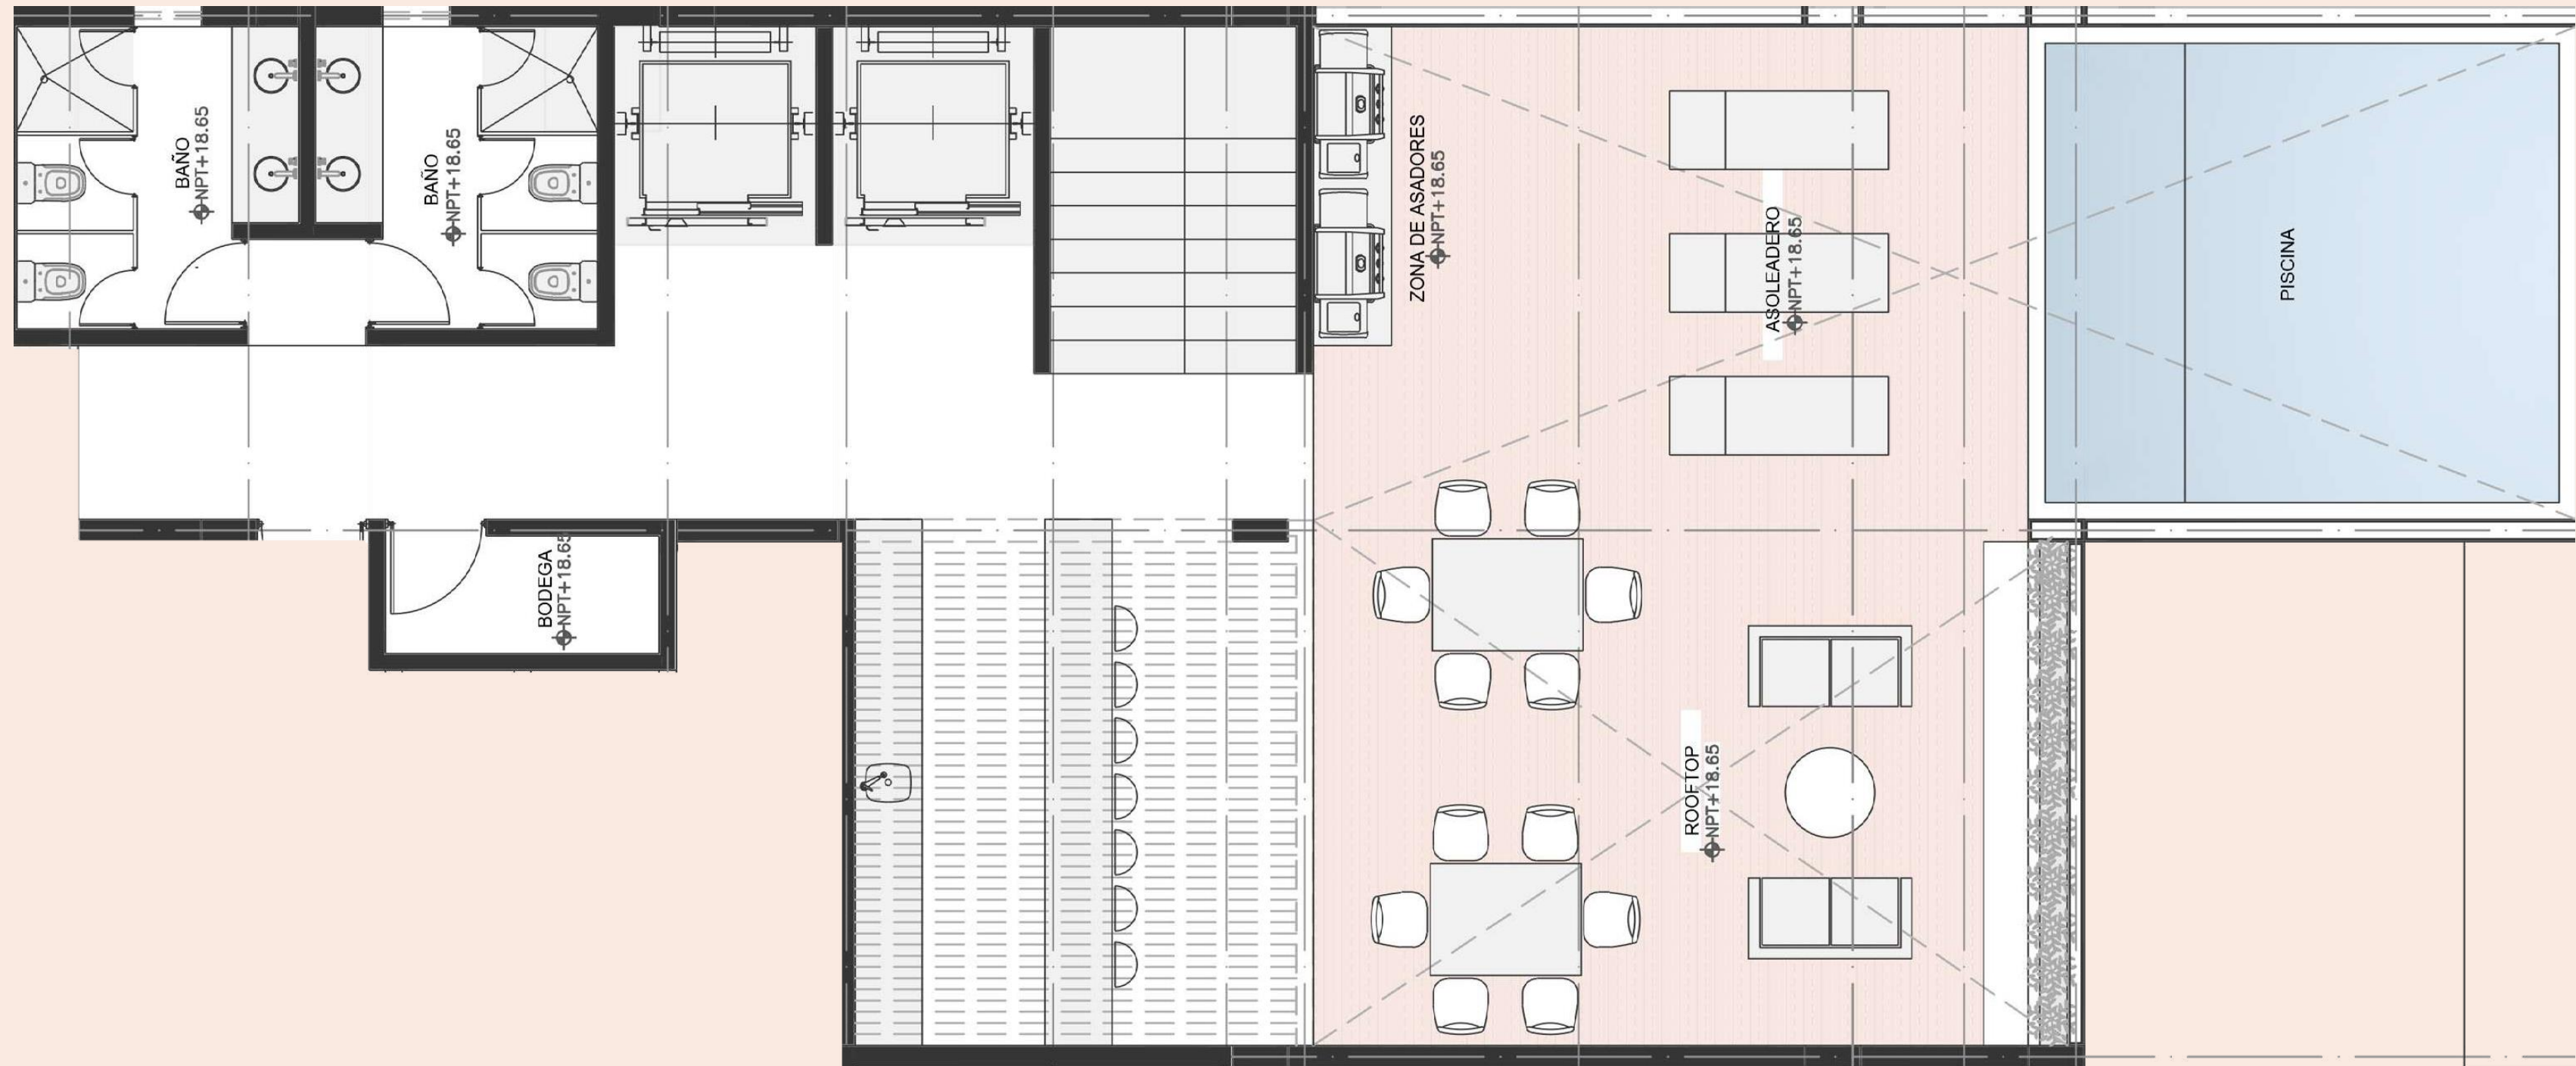 BAÑO
NPT+18.65
BAÑO
NPT+18.65
BODEGA
NPT+18.65
ZONA DE ASADORES
NPT+18.65
ASOLEADERO
NPT+18.65
PISCINA
ROOFTOP
NPT+18.65